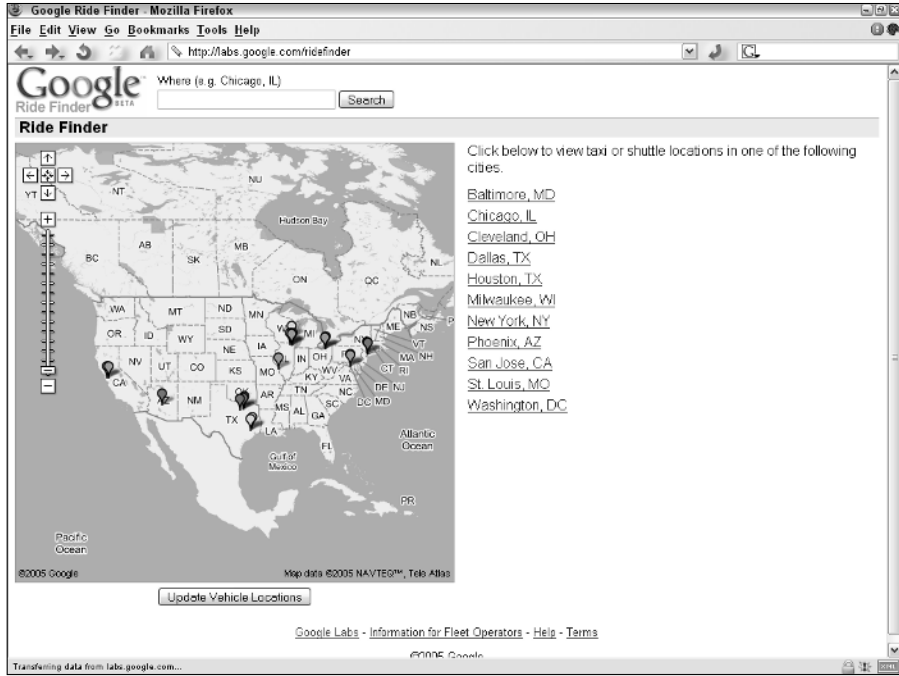 Google Ride Finder - Mozilla Firefox
File Edit View Go Bookmarks Tools Help
http://labs.google.com/ridefinder
G
Google
Ride Finder BETA
Where (e.g. Chicago, IL)
Search
Ride Finder
Click below to view taxi or shuttle locations in one of the following
cities.
Baltimore, MD
Chicago, IL
Cleveland, OH
Dallas, TX
Houston, TX
Milwaukee, WI
New York, NY
Phoenix, AZ
San Jose, CA
St. Louis, MO
Washington, DC
YT
NT
NU
Hudson Bay
BC
AB
SK
MB
ON
QC
NL
WA
MT
ND
MN
MI
NB
ME
NS
OR
ID
WY
SD
VT
NE
IA
IN
OH
MA
NH
NV
UT
CO
KS
MO
KY
WV
VA
CT
RI
CA
DE
NJ
NM
AR
TN
NC
DC
MD
TX
MS
AL
GA
SC
LA
FL
Atlantic
Ocean
Gulf of
Mexico
PR
Pacific
Ocean
©2005 Google
Map data ©2005 NAVTEQ™, Tele Atlas
Update Vehicle Locations
Google Labs - Information for Fleet Operators - Help - Terms
©2005 Google
Transferring data from labs.google.com...
XML